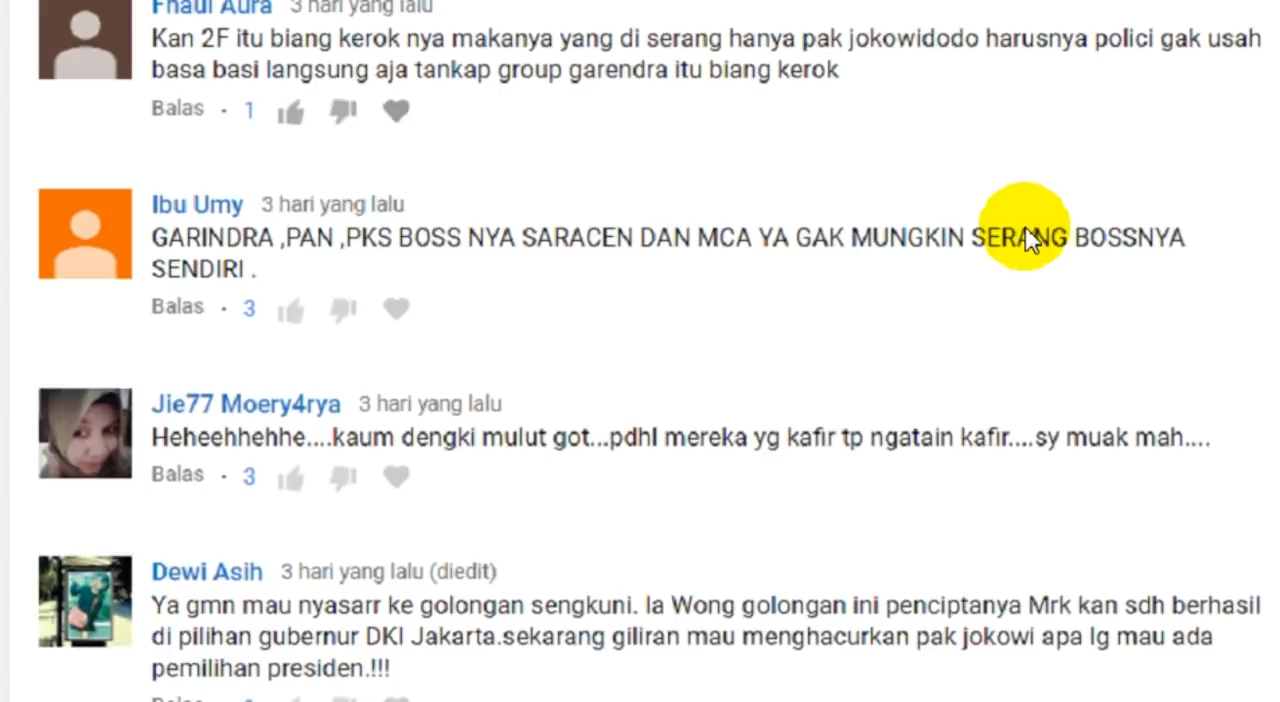 Fhaul Aura 3 hari yang lalu
Kan 2F itu biang kerok nya makanya yang di serang hanya pak jokowidodo harusnya polici gak usah
basa basi langsung aja tankap group garendra itu biang kerok
Balas · 1
Ibu Umy 3 hari yang lalu
GARINDRA ,PAN ,PKS BOSS NYA SARACEN DAN MCA YA GAK MUNGKIN SERANG BOSSNYA
SENDIRI .
Balas · 3
Jie77 Moery4rya 3 hari yang lalu
Heheehhehhe....kaum dengki mulut got...pdhl mereka yg kafir tp ngatain kafir....sy muak mah....
Balas · 3
Dewi Asih 3 hari yang lalu (diedit)
Ya gmn mau nyasarr ke golongan sengkuni. la Wong golongan ini penciptanya Mrk kan sdh berhasil
di pilihan gubernur DKI Jakarta.sekarang giliran mau menghacurkan pak jokowi apa lg mau ada
pemilihan presiden.!!!
Balas